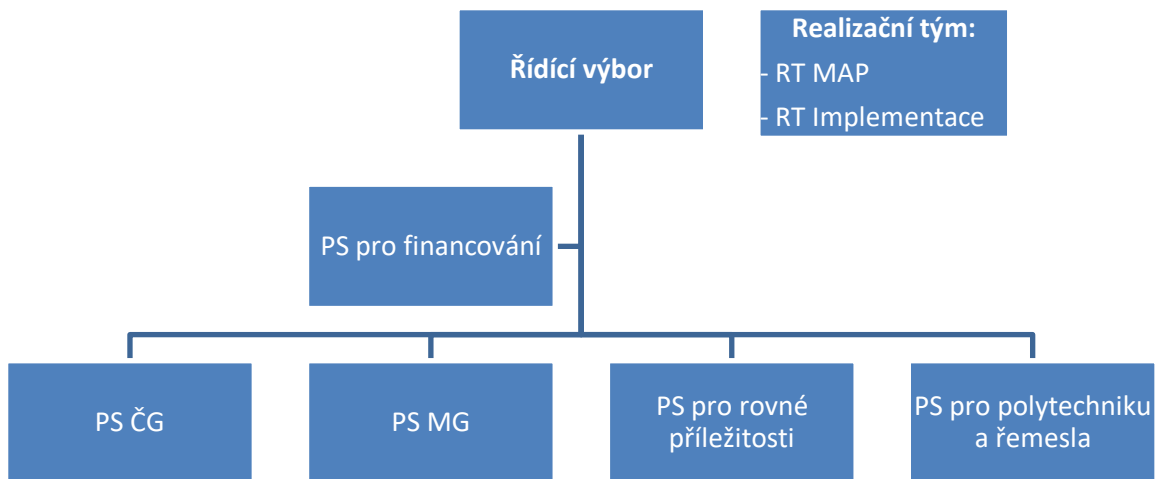 Řídící výbor
Realizační tým:
- RT MAP
- RT Implementace
PS pro financování
PS ČG
PS MG
PS pro rovné
příležitosti
PS pro polytechniku
a řemesla